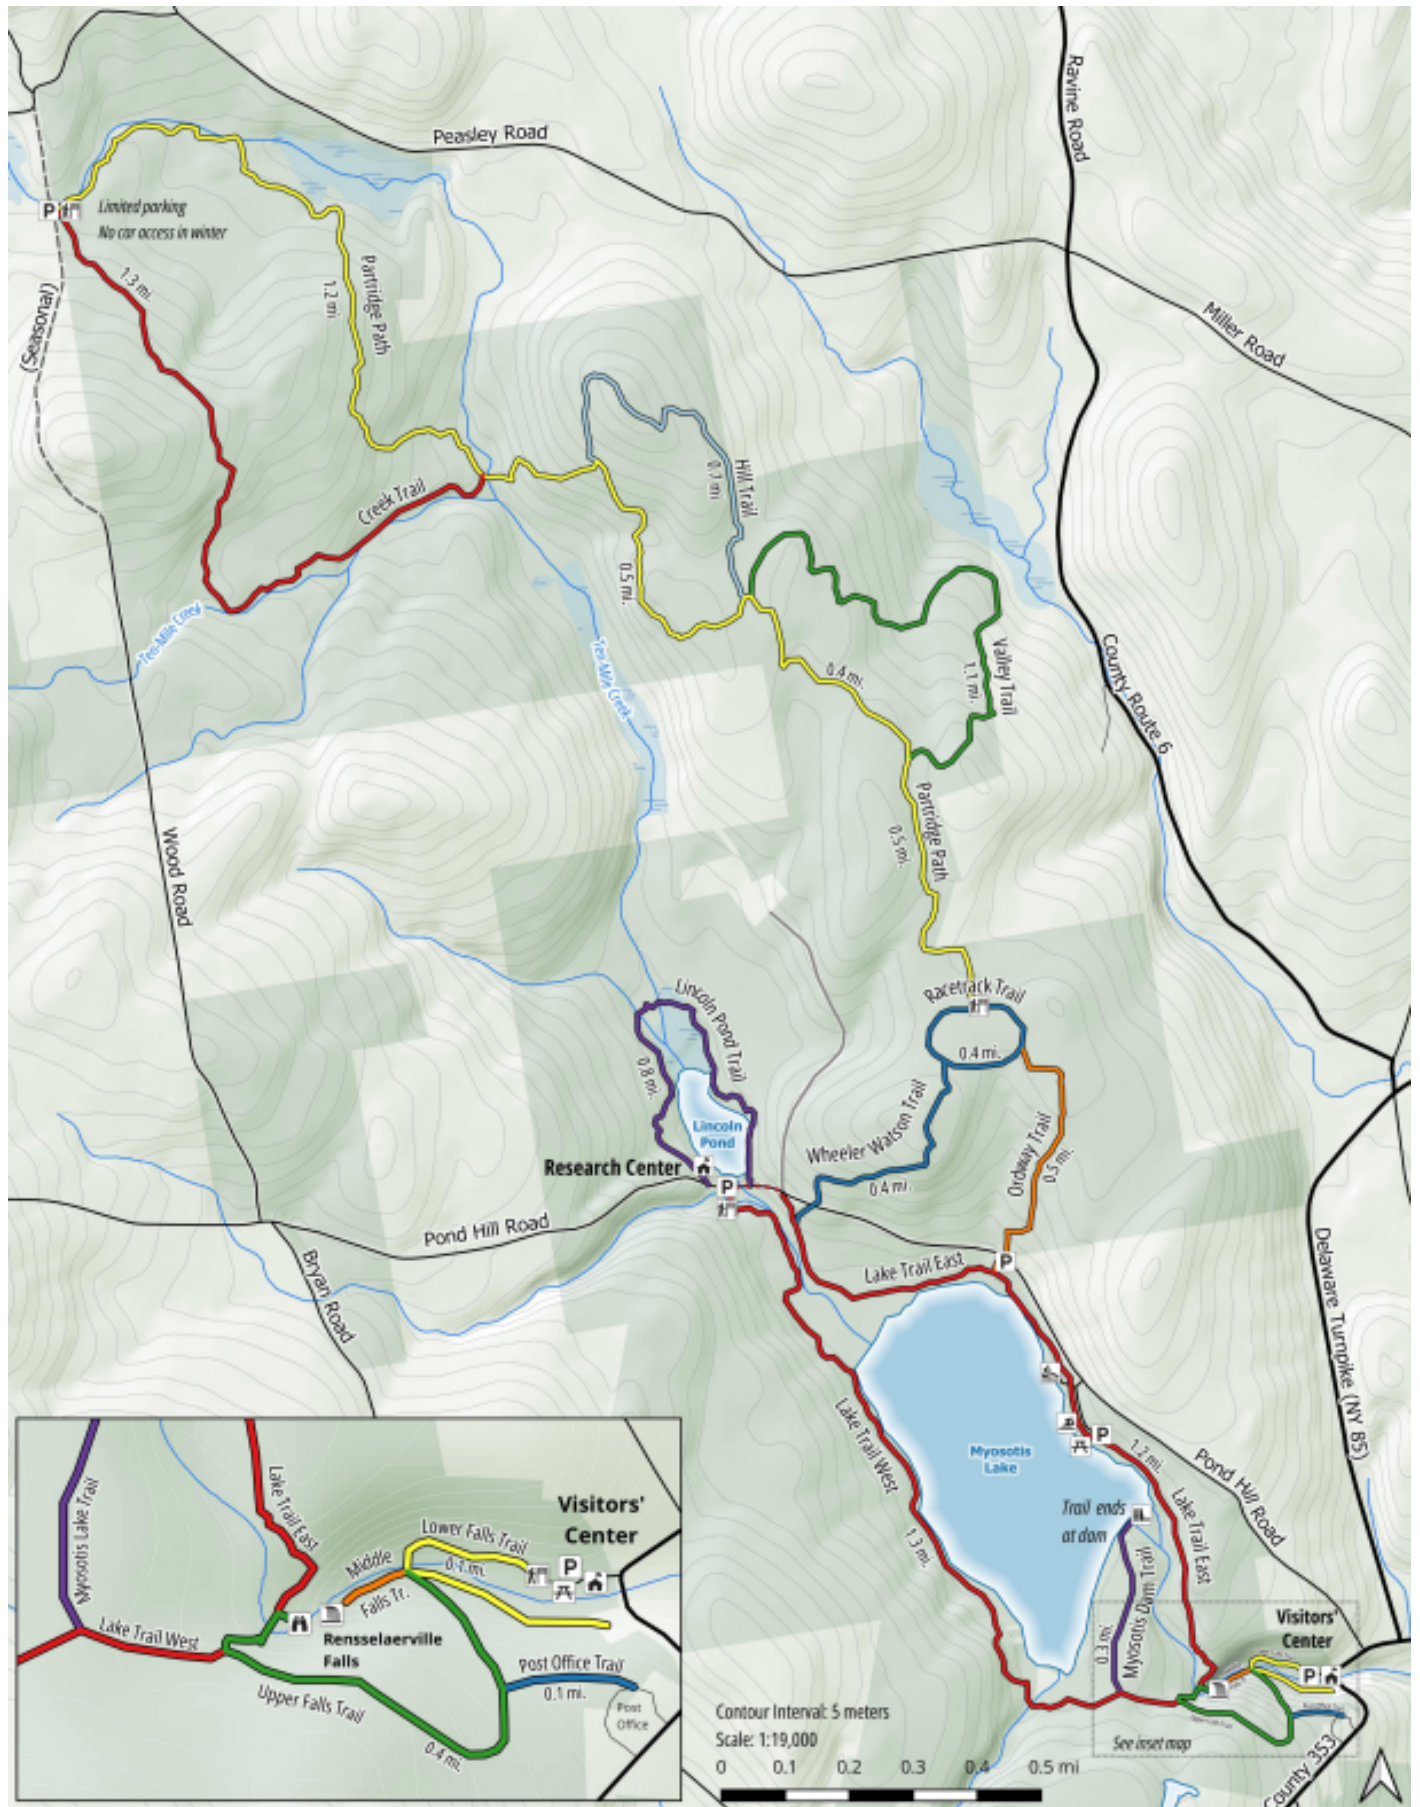 Peasley Road
Ravine Road
P
Limited parking
No car access in winter
(Seasonal)
1.3 mi.
1.2 mi.
Partridge Path
Miller Road
Creek Trail
Hill Trail
0.7 mi
0.5 mi.
Ten-Mile Creek
Ten-Mile Creek
0.4 mi.
Valley Trail
1.1 mi.
County Route 6
Partridge Path
0.5 mi.
Wood Road
Racetrack Trail
0.4 mi.
Lincoln Pond Trail
0.8 mi.
Lincoln
Pond
Wheeler Watson Trail
0.4 mi.
Ordway Trail
0.5 mi.
Research Center
P
Pond Hill Road
Bryan Road
Lake Trail East
P
Delaware Turnpike (NY 85)
Lake Trail West
1.3 mi.
Myosotis
Lake
P
1.2 mi.
Pond Hill Road
Lake Trail East
Trail ends
at dam
Myosotis Dam Trail
0.3 mi.
Visitors'
Center
P
See inset map
County 353
Myosotis Lake Trail
Lake Trail East
Lake Trail West
Middle
Falls Tr.
Lower Falls Trail
0.1 mi.
Visitors'
Center
P
Rensselaerville
Falls
Upper Falls Trail
0.4 mi.
Post Office Trail
0.1 mi.
Post
Office
Contour Interval: 5 meters
Scale: 1:19,000
0 0.1 0.2 0.3 0.4 0.5 mi